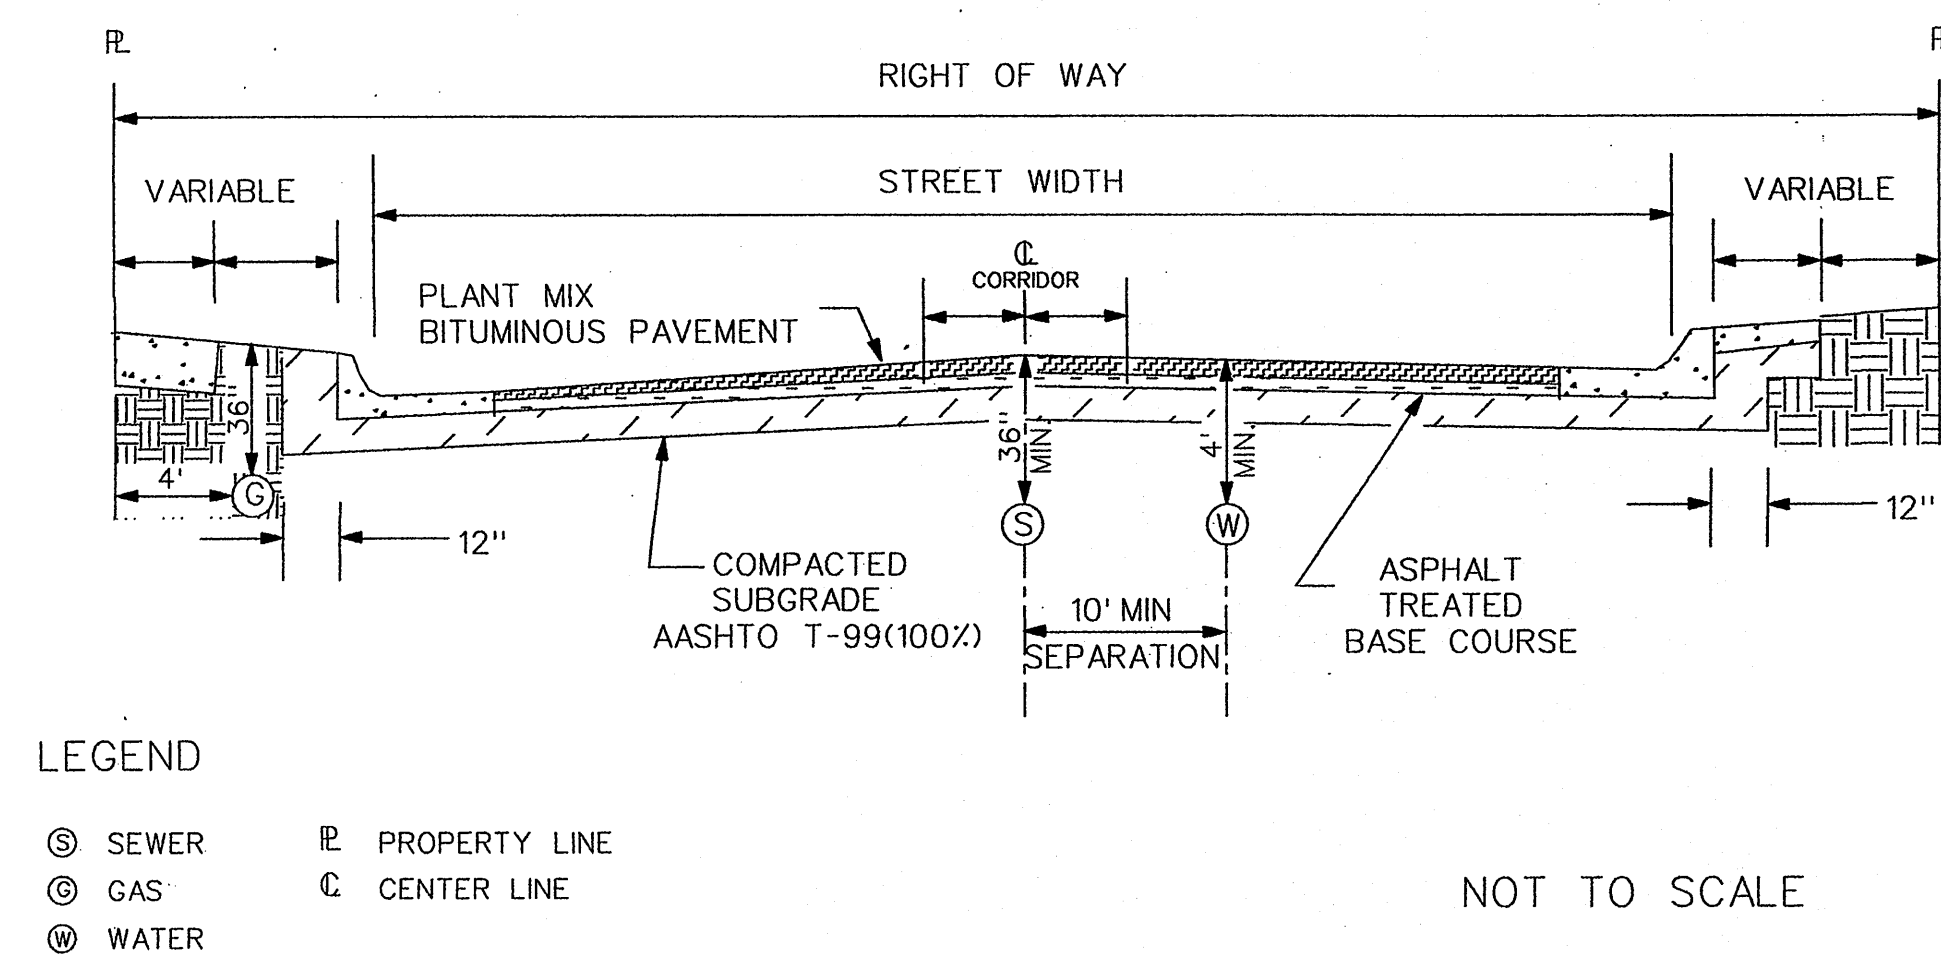 PL
RIGHT OF WAY
VARIABLE
STREET WIDTH
VARIABLE
CL
CORRIDOR
PLANT MIX
BITUMINOUS PAVEMENT
36"
4'
G
12"
36"
MIN
S
4'
MIN
W
12"
COMPACTED
SUBGRADE
AASHTO T-99(100%)
10' MIN
SEPARATION
ASPHALT
TREATED
BASE COURSE
LEGEND
S SEWER
G GAS
W WATER
PL PROPERTY LINE
CL CENTER LINE
NOT TO SCALE